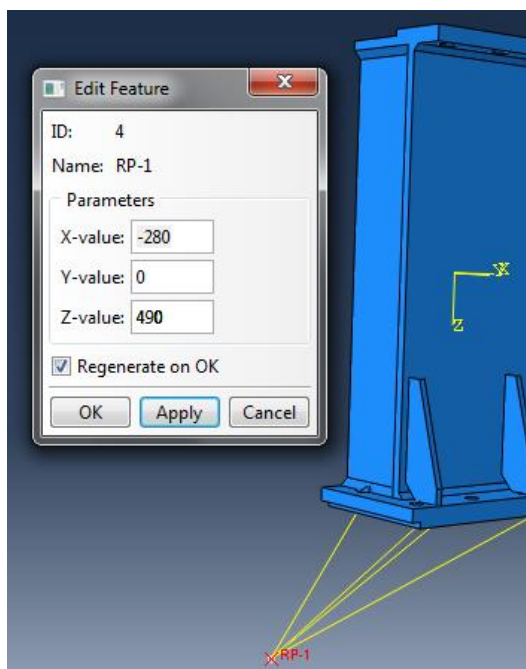 Edit Feature
ID: 4
Name: RP-1
Parameters
X-value: -280
Y-value: 0
Z-value: 490
Regenerate on OK
OK Apply Cancel
X
Z
RP-1